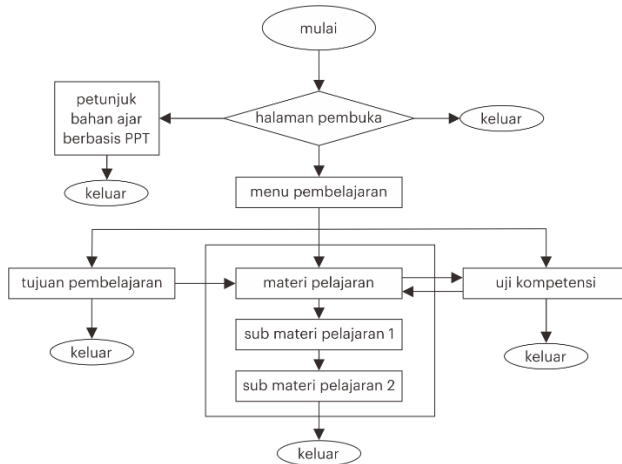 mulai
petunjuk
bahan ajar
berbasis PPT
halaman pembuka
keluar
keluar
menu pembelajaran
tujuan pembelajaran
materi pelajaran
uji kompetensi
sub materi pelajaran 1
keluar
keluar
sub materi pelajaran 2
keluar